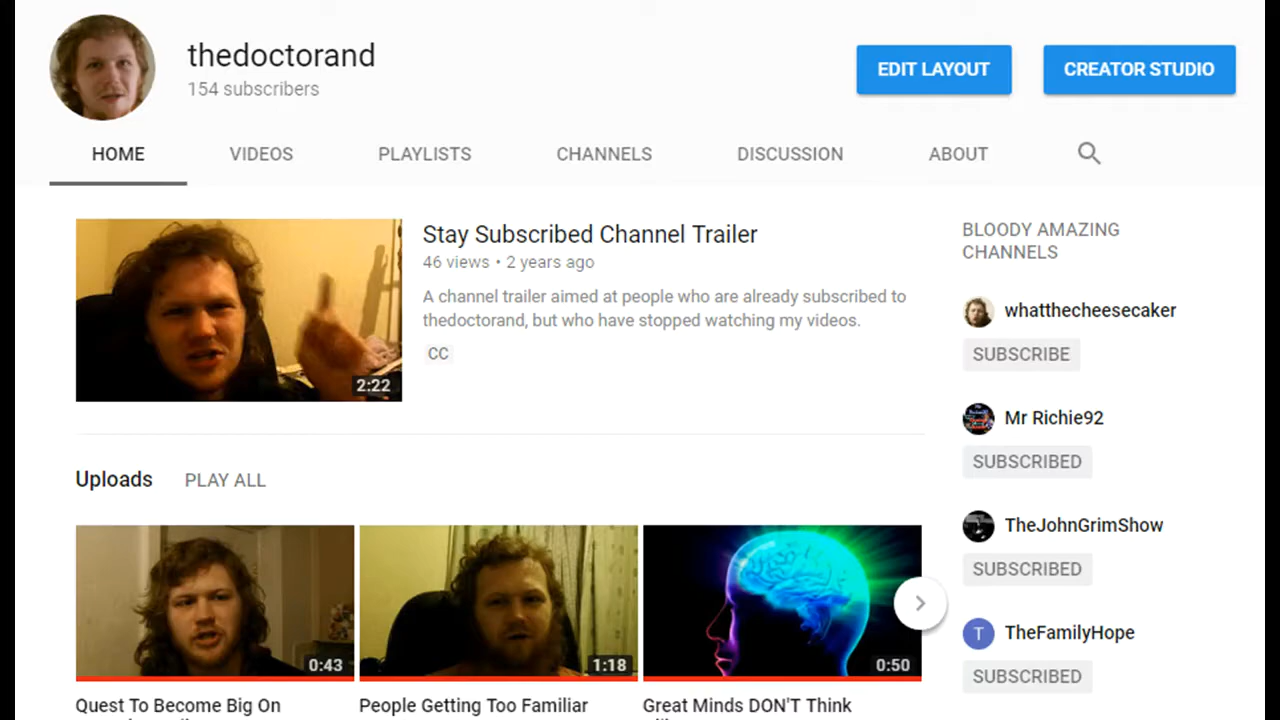 thedoctorand
154 subscribers
EDIT LAYOUT
CREATOR STUDIO
HOME
VIDEOS
PLAYLISTS
CHANNELS
DISCUSSION
ABOUT
2:22
Stay Subscribed Channel Trailer
46 views • 2 years ago
A channel trailer aimed at people who are already subscribed to
thedoctorand, but who have stopped watching my videos.
CC
Uploads
PLAY ALL
0:43
1:18
0:50
Quest To Become Big On
People Getting Too Familiar
Great Minds DON'T Think
BLOODY AMAZING
CHANNELS
whatthecheesecaker
SUBSCRIBE
Mr Richie92
SUBSCRIBED
TheJohnGrimShow
SUBSCRIBED
T
TheFamilyHope
SUBSCRIBED